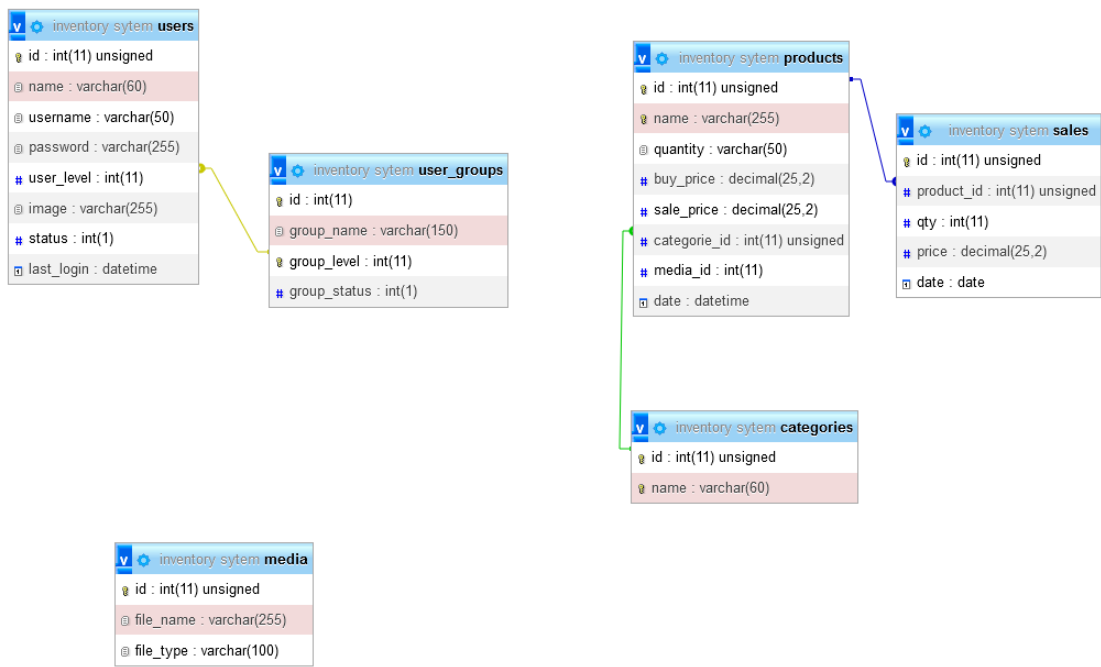 v inventory sytem users
id : int(11) unsigned
name : varchar(60)
username : varchar(50)
password : varchar(255)
user_level : int(11)
image : varchar(255)
status : int(1)
last_login : datetime
v inventory sytem user_groups
id : int(11)
group_name : varchar(150)
group_level : int(11)
group_status : int(1)
v inventory sytem products
id : int(11) unsigned
name : varchar(255)
quantity : varchar(50)
buy_price : decimal(25,2)
sale_price : decimal(25,2)
categorie_id : int(11) unsigned
media_id : int(11)
date : datetime
v inventory sytem sales
id : int(11) unsigned
product_id : int(11) unsigned
qty : int(11)
price : decimal(25,2)
date : date
v inventory sytem categories
id : int(11) unsigned
name : varchar(60)
v inventory sytem media
id : int(11) unsigned
file_name : varchar(255)
file_type : varchar(100)